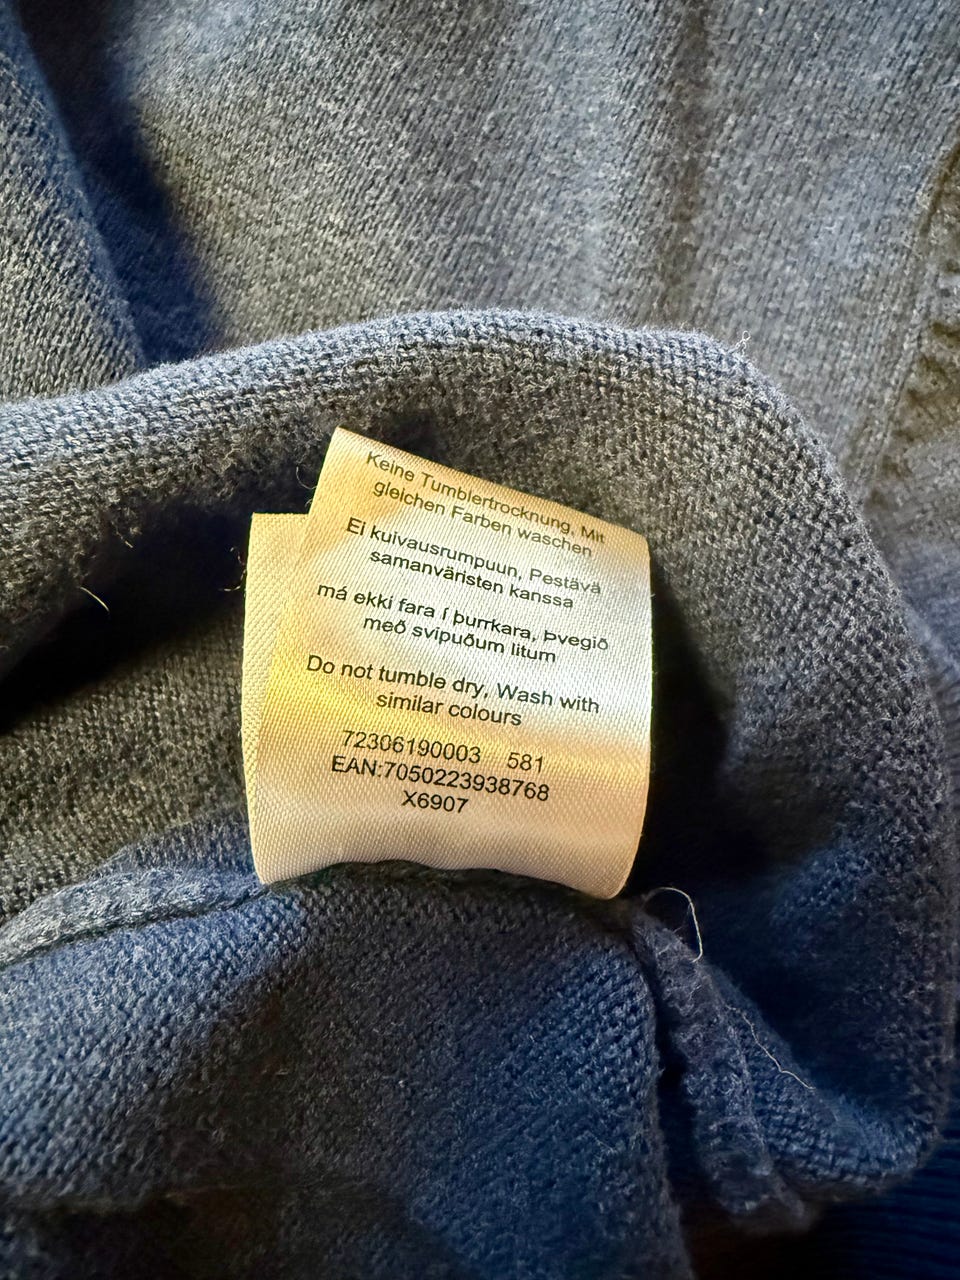 Keine Tumblertrocknung, Mit
gleichen Farben waschen
Ei kuivausrumpuun, Pestävä
samanväristen kanssa
má ekki fara í þurrkara, Þvegið
með svipuðum litum
Do not tumble dry, Wash with
similar colours
72306190003 581
EAN:7050223938768
X6907